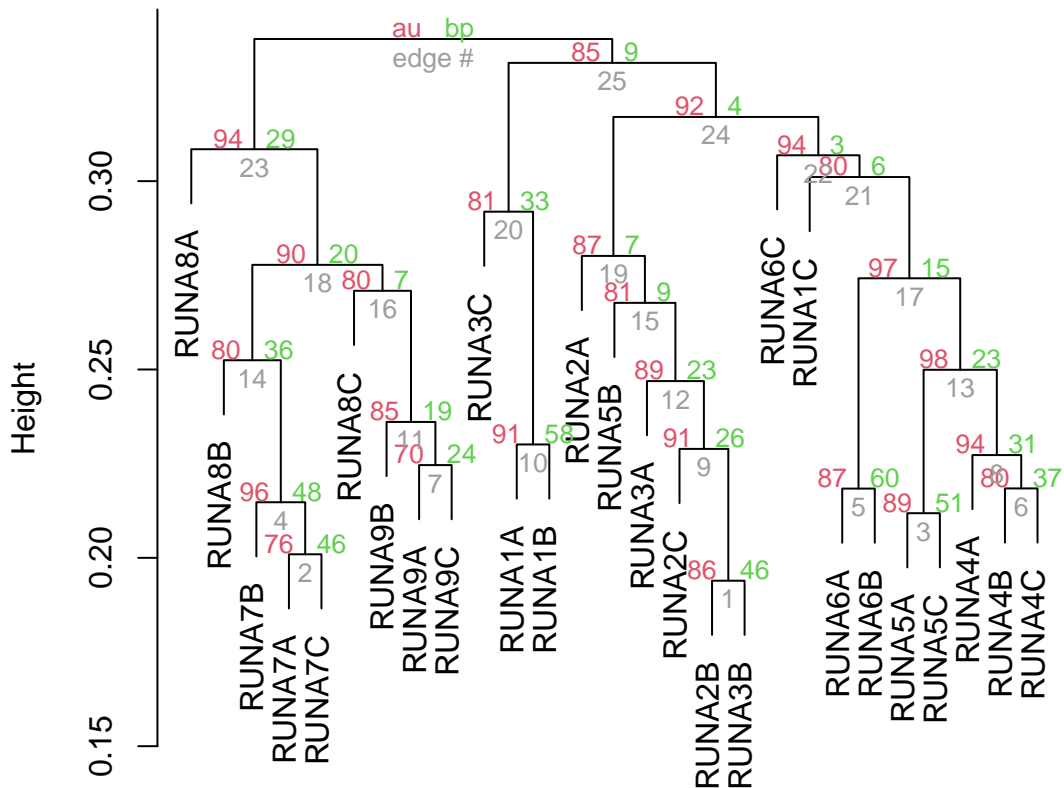 au bp
edge #
85 9
25
92 4
24
94 29
23
94 3
22
80 6
21
0.30
81 33
20
87 7
19
90 20
18
80 7
16
81 9
15
97 15
17
RUNA8A
RUNA6C
RUNA1C
RUNA3C
RUNA2A
RUNA5B
0.25
80 36
14
89 23
12
98 23
13
RUNA8C
85 19
11
70 24
7
91 58
10
91 26
9
94 31
8
80 37
6
Height
RUNA8B
RUNA3A
RUNA2C
96 48
4
76 46
2
87 60
5
89 51
3
0.20
86 46
1
RUNA9B
RUNA9A
RUNA9C
RUNA1A
RUNA1B
RUNA7B
RUNA7A
RUNA7C
RUNA2B
RUNA3B
RUNA6A
RUNA6B
RUNA5A
RUNA5C
RUNA4A
RUNA4B
RUNA4C
0.15